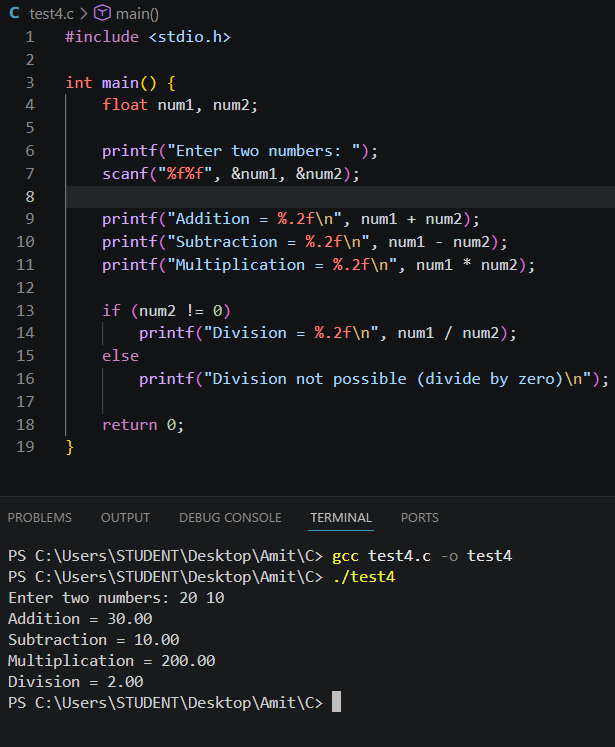 C test4.c > main()
1 #include <stdio.h>
2
3 int main() {
4     float num1, num2;
5
6     printf("Enter two numbers: ");
7     scanf("%f%f", &num1, &num2);
8
9     printf("Addition = %.2f\n", num1 + num2);
10     printf("Subtraction = %.2f\n", num1 - num2);
11     printf("Multiplication = %.2f\n", num1 * num2);
12
13     if (num2 != 0)
14         printf("Division = %.2f\n", num1 / num2);
15     else
16         printf("Division not possible (divide by zero)\n");
17
18     return 0;
19 }
PROBLEMS OUTPUT DEBUG CONSOLE TERMINAL PORTS
PS C:\Users\STUDENT\Desktop\Amit\C> gcc test4.c -o test4
PS C:\Users\STUDENT\Desktop\Amit\C> ./test4
Enter two numbers: 20 10
Addition = 30.00
Subtraction = 10.00
Multiplication = 200.00
Division = 2.00
PS C:\Users\STUDENT\Desktop\Amit\C>